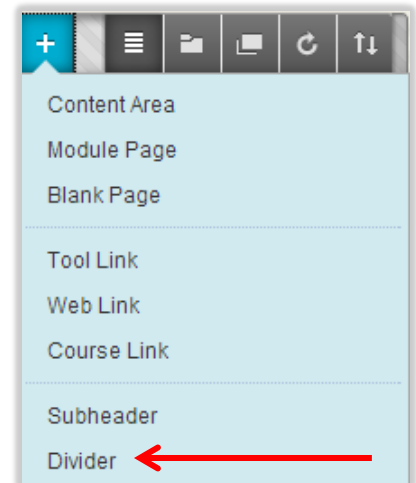 Content Area
Module Page
Blank Page
Tool Link
Web Link
Course Link
Subheader
Divider